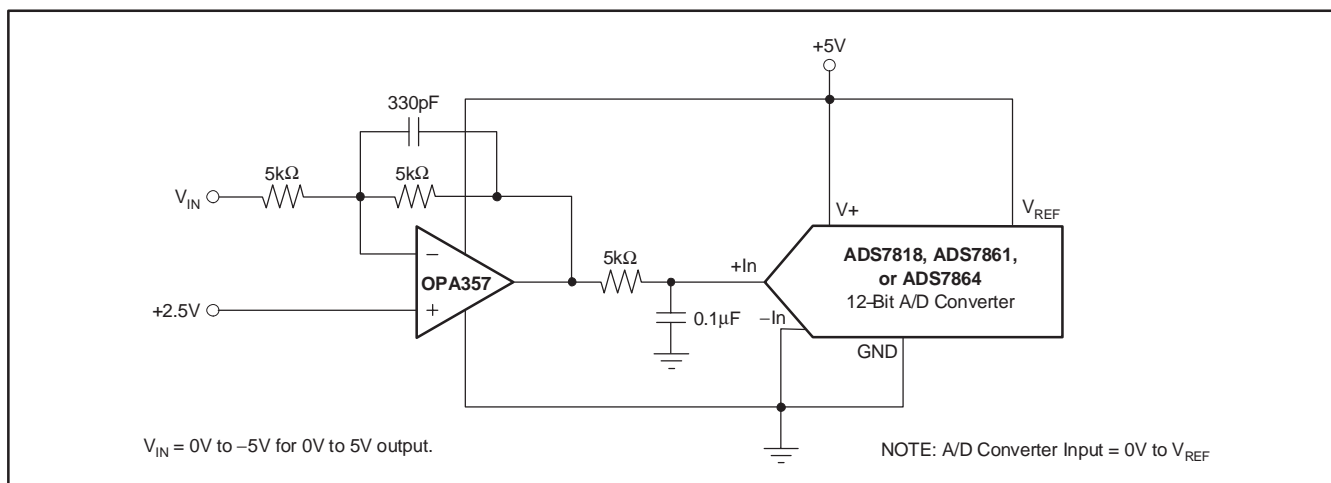 +5V
330pF
5kΩ
5kΩ
V_IN
V+
V_REF
−
OPA357
+
+2.5V
5kΩ
0.1μF
+In
−In
ADS7818, ADS7861,
or ADS7864
12–Bit A/D Converter
GND
V_IN = 0V to −5V for 0V to 5V output.
NOTE: A/D Converter Input = 0V to V_REF